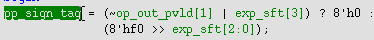 pp_sign_tag = (~op_out_pvld[1] | exp_sft[3]) ? 8'h0 :
(8'hf0 >> exp_sft[2:0]);